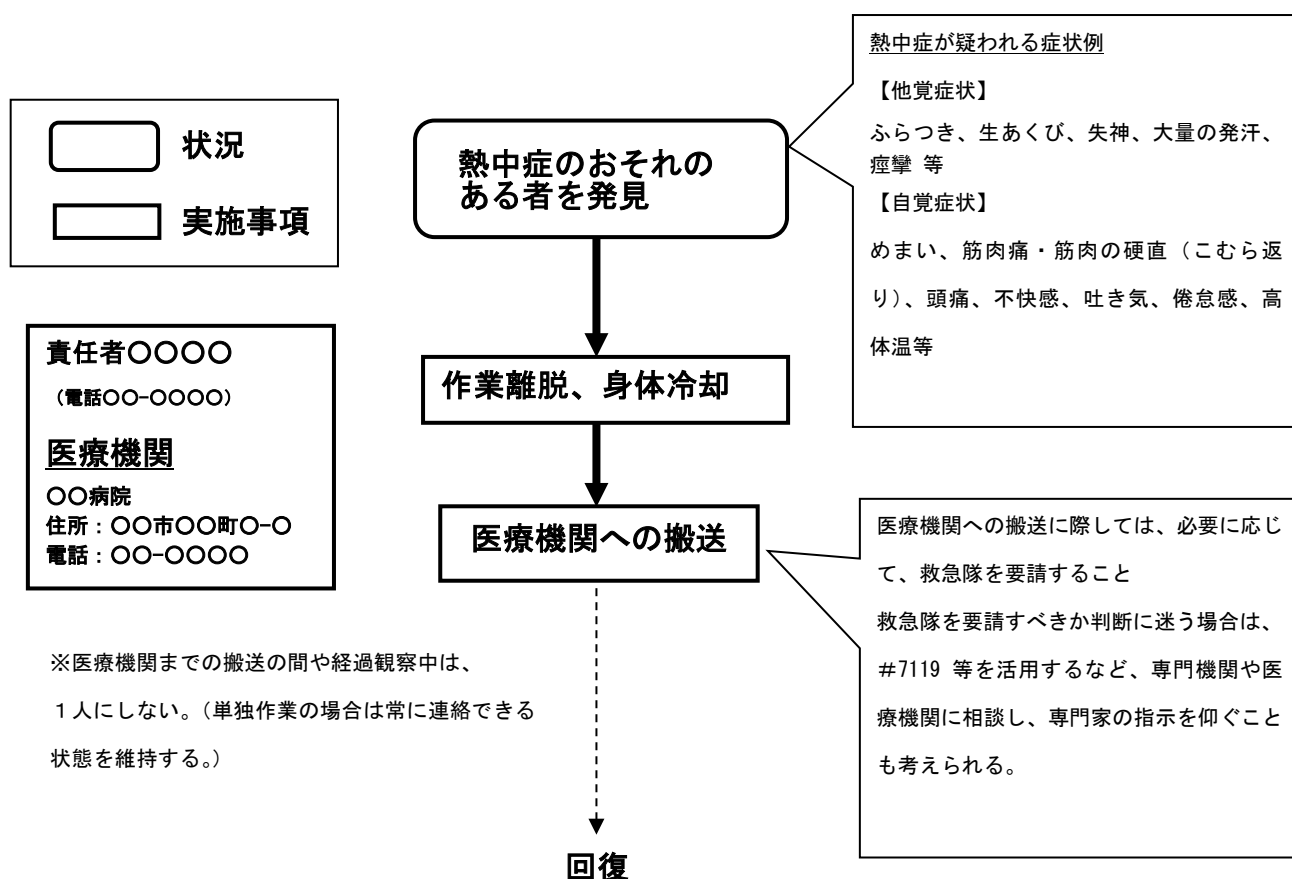 状況
実施事項
責任者〇〇〇〇
(電話〇〇-〇〇〇〇)
医療機関
〇〇病院
住所：〇〇市〇〇町〇-〇
電話：〇〇-〇〇〇〇
※医療機関までの搬送の間や経過観察中は、
１人にしない。(単独作業の場合は常に連絡できる
状態を維持する。)
熱中症のおそれの
ある者を発見
作業離脱、身体冷却
医療機関への搬送
回復
熱中症が疑われる症状例
【他覚症状】
ふらつき、生あくび、失神、大量の発汗、
痙攣 等
【自覚症状】
めまい、筋肉痛・筋肉の硬直（こむら返
り）、頭痛、不快感、吐き気、倦怠感、高
体温等
医療機関への搬送に際しては、必要に応じ
て、救急隊を要請すること
救急隊を要請すべきか判断に迷う場合は、
＃7119 等を活用するなど、専門機関や医
療機関に相談し、専門家の指示を仰ぐこと
も考えられる。